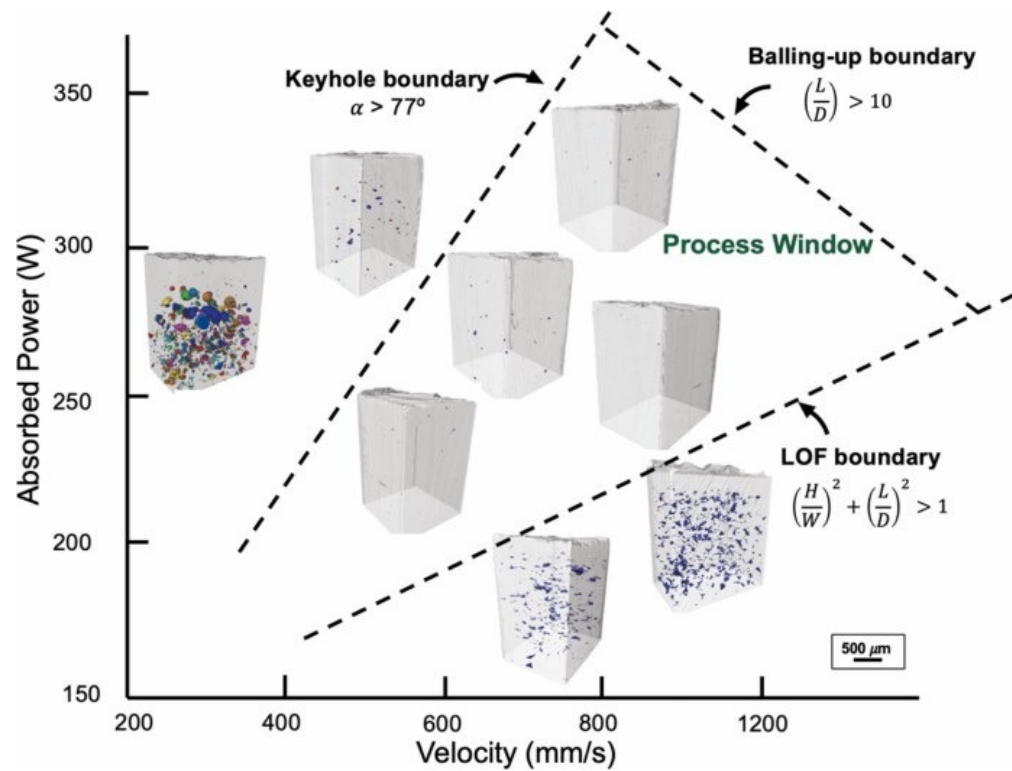 Keyhole boundary
α > 77º
Balling-up boundary
(L/D) > 10
Process Window
LOF boundary
(H/W)² + (L/D)² > 1
500 µm
Absorbed Power (W)
350
300
250
200
150
200 400 600 800 1200
Velocity (mm/s)